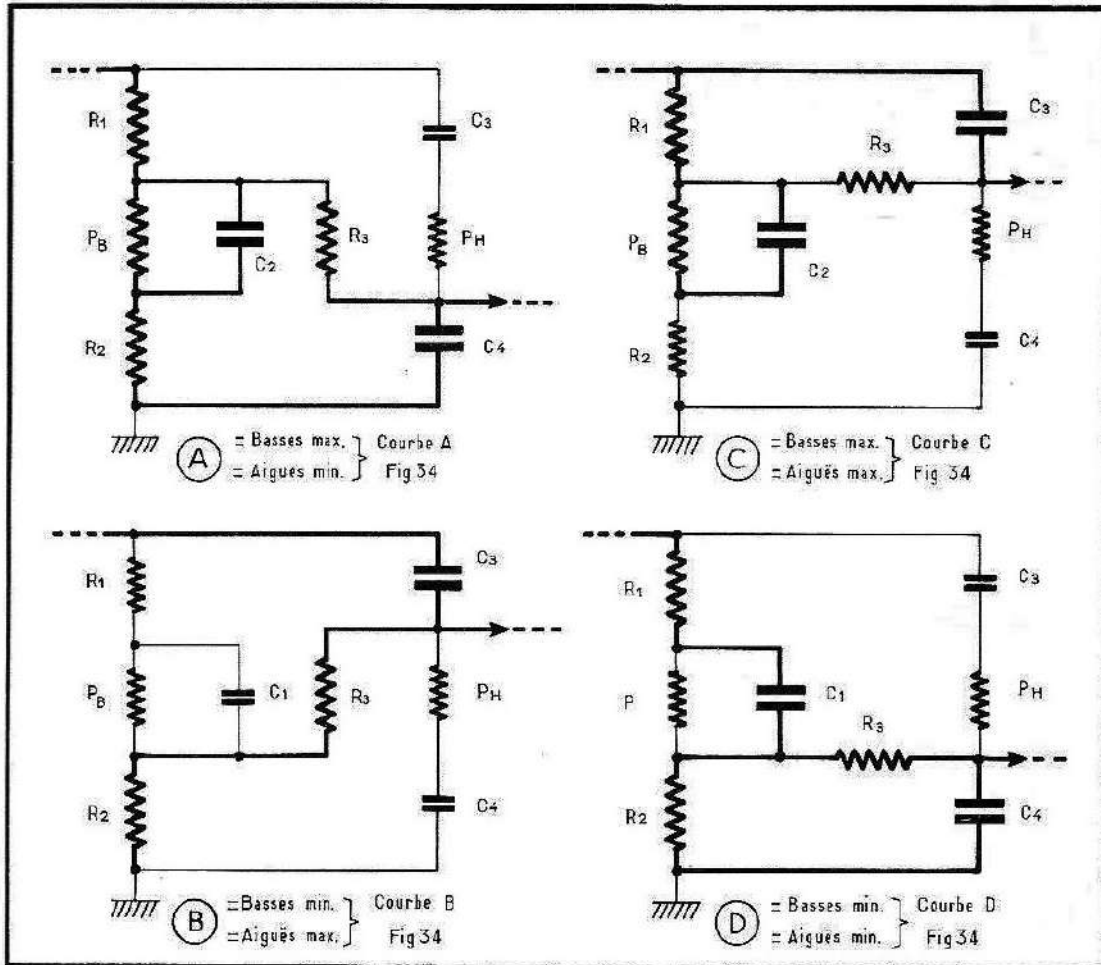 R1
C3
PB
C2
R3
PH
R2
C4
A
= Basses max.
= Aiguës min.
Courbe A
Fig 34
R1
C3
R3
PB
C2
PH
R2
C4
C
= Basses max.
= Aiguës max.
Courbe C
Fig 34
R1
C3
PB
C1
R3
PH
R2
C4
B
= Basses min.
= Aiguës max.
Courbe B
Fig 34
R1
C3
P
C1
R3
PH
R2
C4
D
= Basses min.
= Aiguës min.
Courbe D
Fig 34